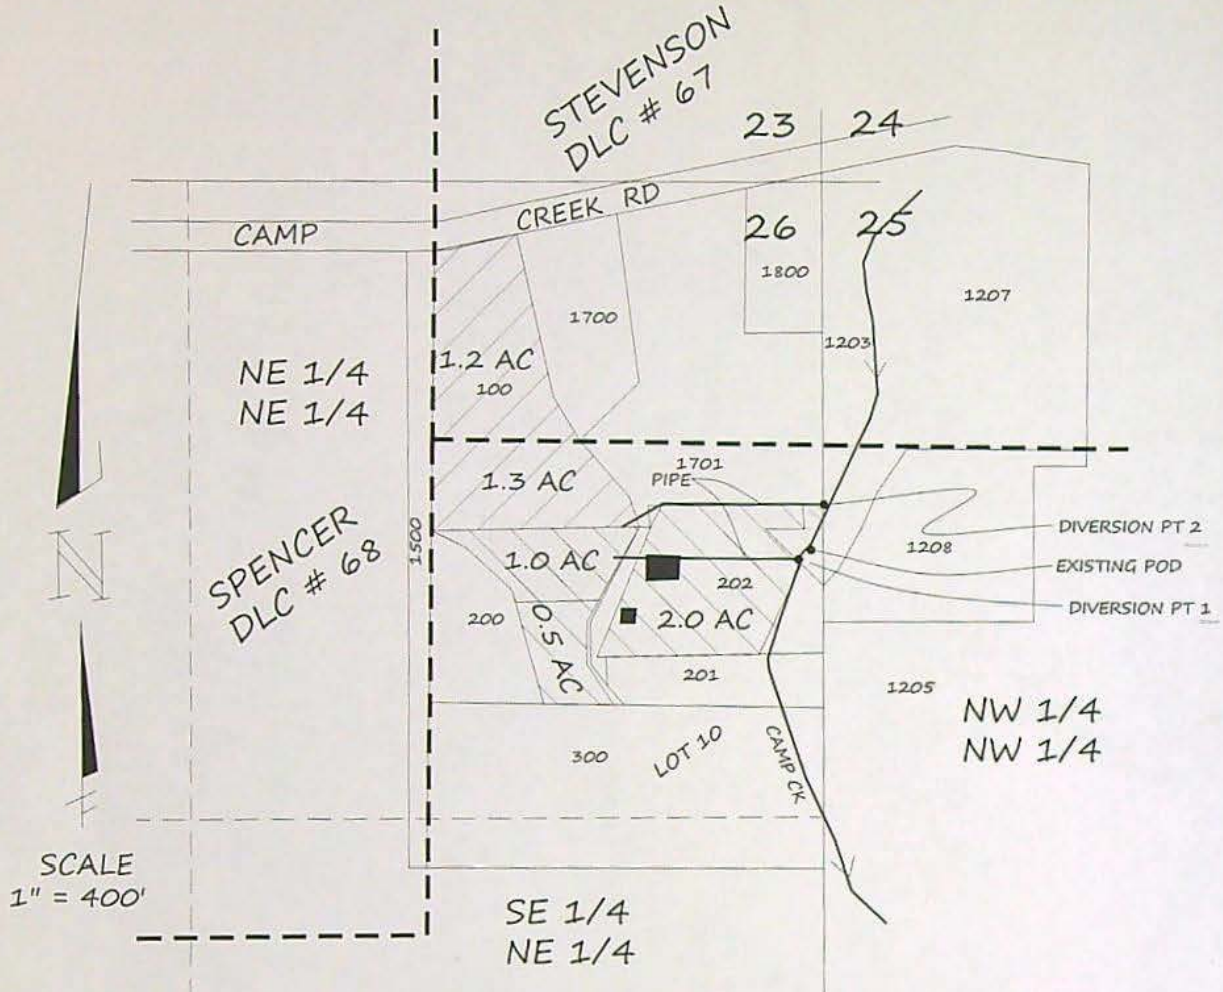 STEVENSON
DLC # 67
23
24
CAMP
CREEK RD
26
25
1800
1207
1700
1203
NE 1/4
NE 1/4
1.2 AC
100
1701
PIPE
1.3 AC
DIVERSION PT 2
1500
SPENCER
DLC # 68
1.0 AC
1208
EXISTING POD
202
DIVERSION PT 1
200
0.5 AC
2.0 AC
201
1205
NW 1/4
NW 1/4
300
LOT 10
CAMP CK
N
SCALE
1" = 400'
SE 1/4
NE 1/4